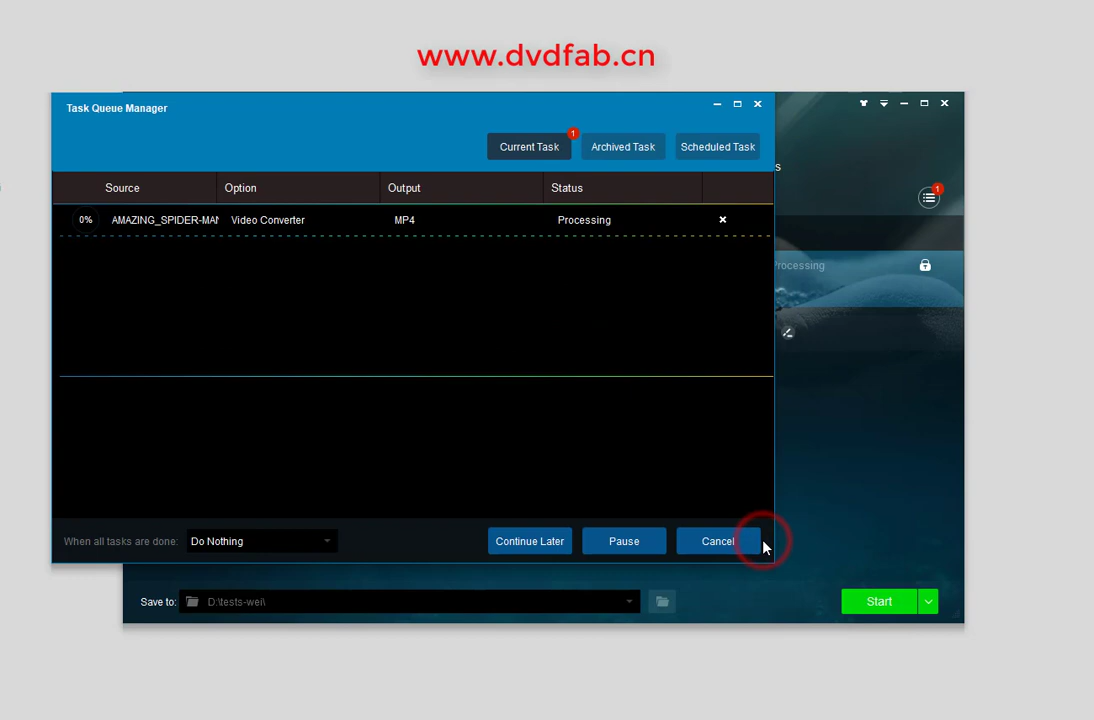 www.dvdfab.cn
Task Queue Manager
1
Current Task Archived Task Scheduled Task
s
1
Source Option Output Status
0% AMAZING_SPIDER-MAN Video Converter MP4 Processing
Processing
When all tasks are done: Do Nothing Continue Later Pause Cancel
Save to: D:\tests-wei\ Start